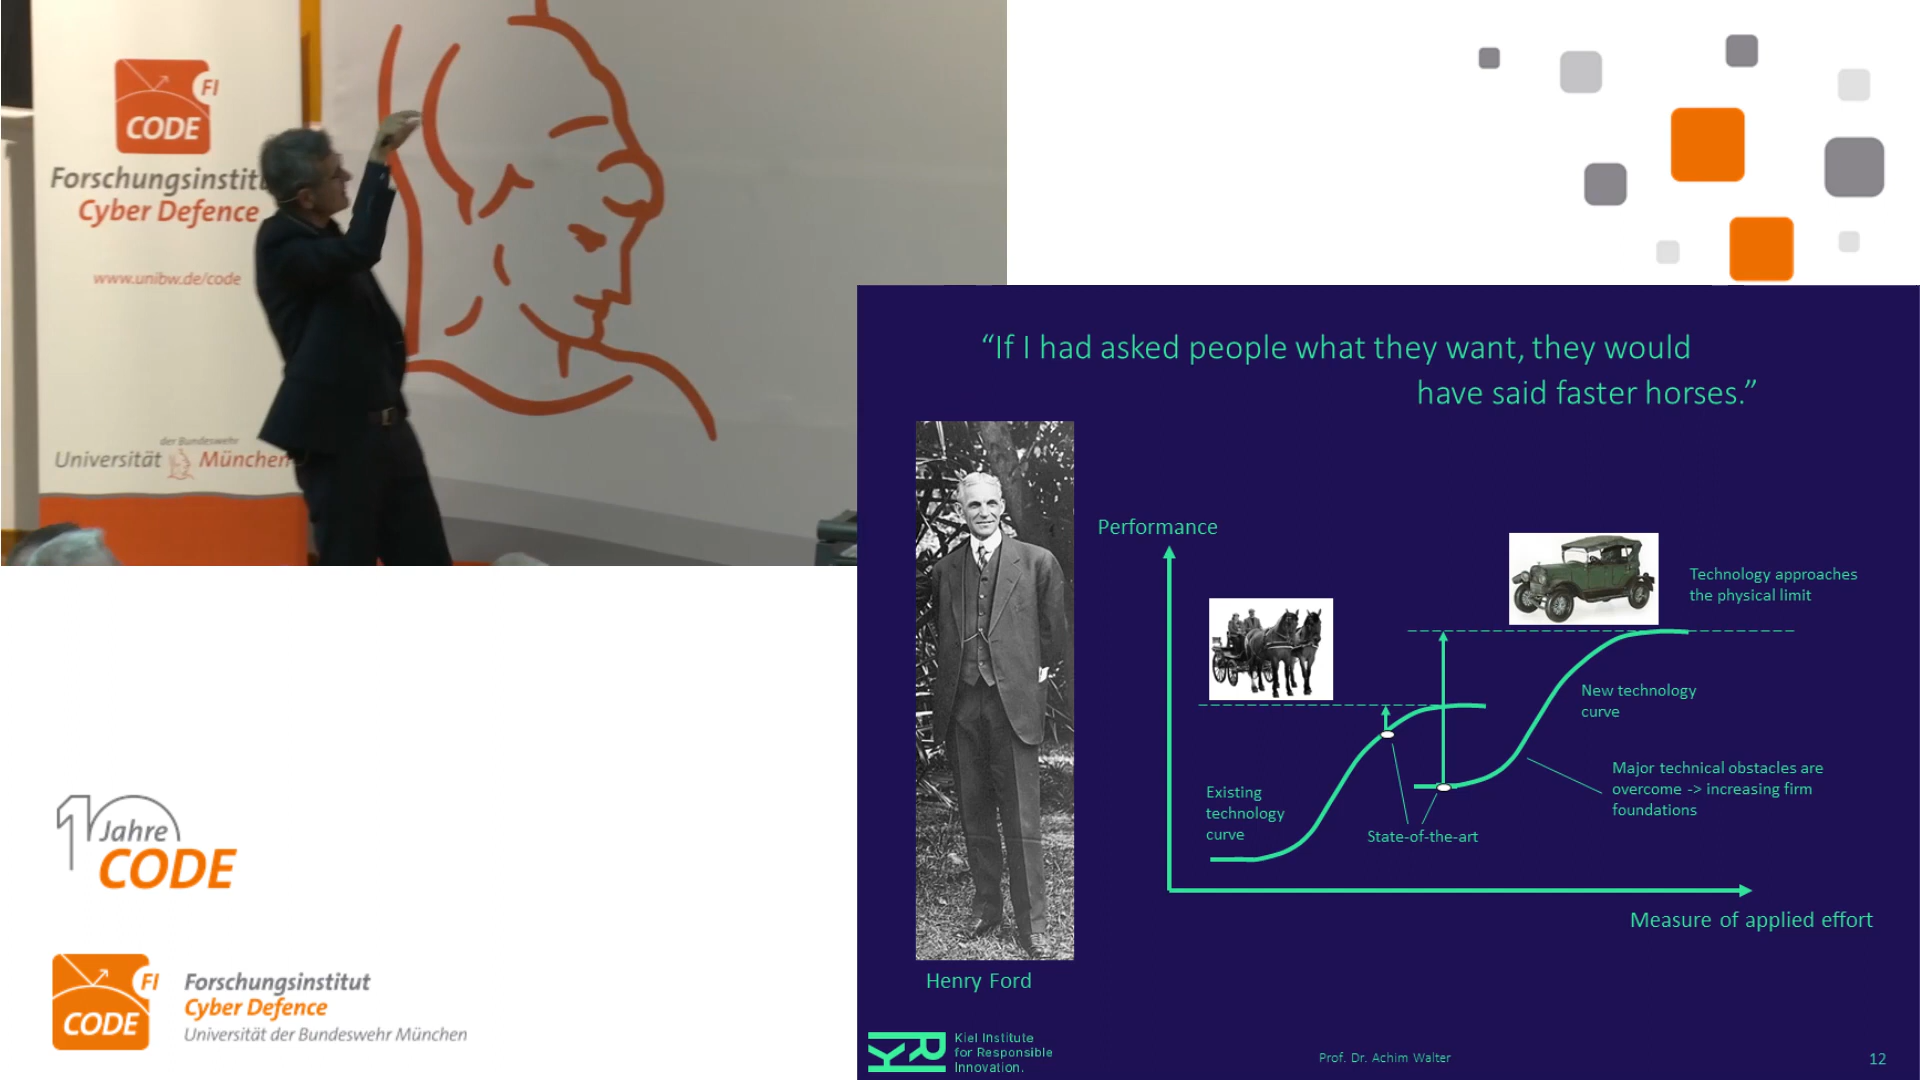 FI
CODE
Forschungsinstit
Cyber Defence
www.unibw.de/code
der Bundeswehr
Universität München
"If I had asked people what they want, they would
have said faster horses."
Performance
Technology approaches
the physical limit
New technology
curve
Major technical obstacles are
overcome -> increasing firm
foundations
Existing
technology
curve
State-of-the-art
Measure of applied effort
Henry Ford
Kiel Institute
for Responsible
Innovation.
Prof. Dr. Achim Walter
12
10 Jahre
CODE
FI
CODE
Forschungsinstitut
Cyber Defence
Universität der Bundeswehr München